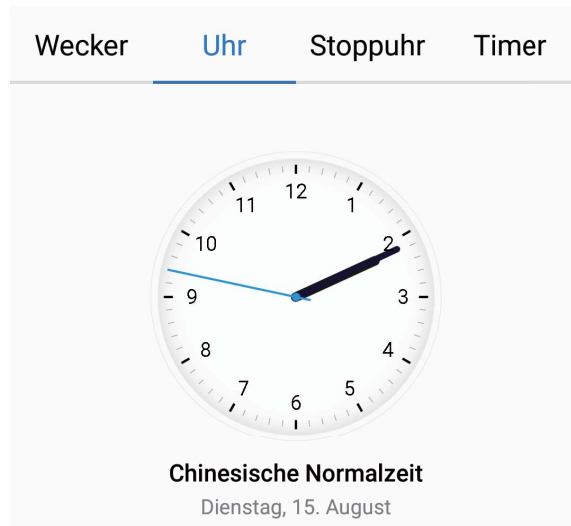 Wecker Uhr Stoppuhr Timer
12
11 1
10 2
9 3
8 4
7 5
6
Chinesische Normalzeit
Dienstag, 15. August